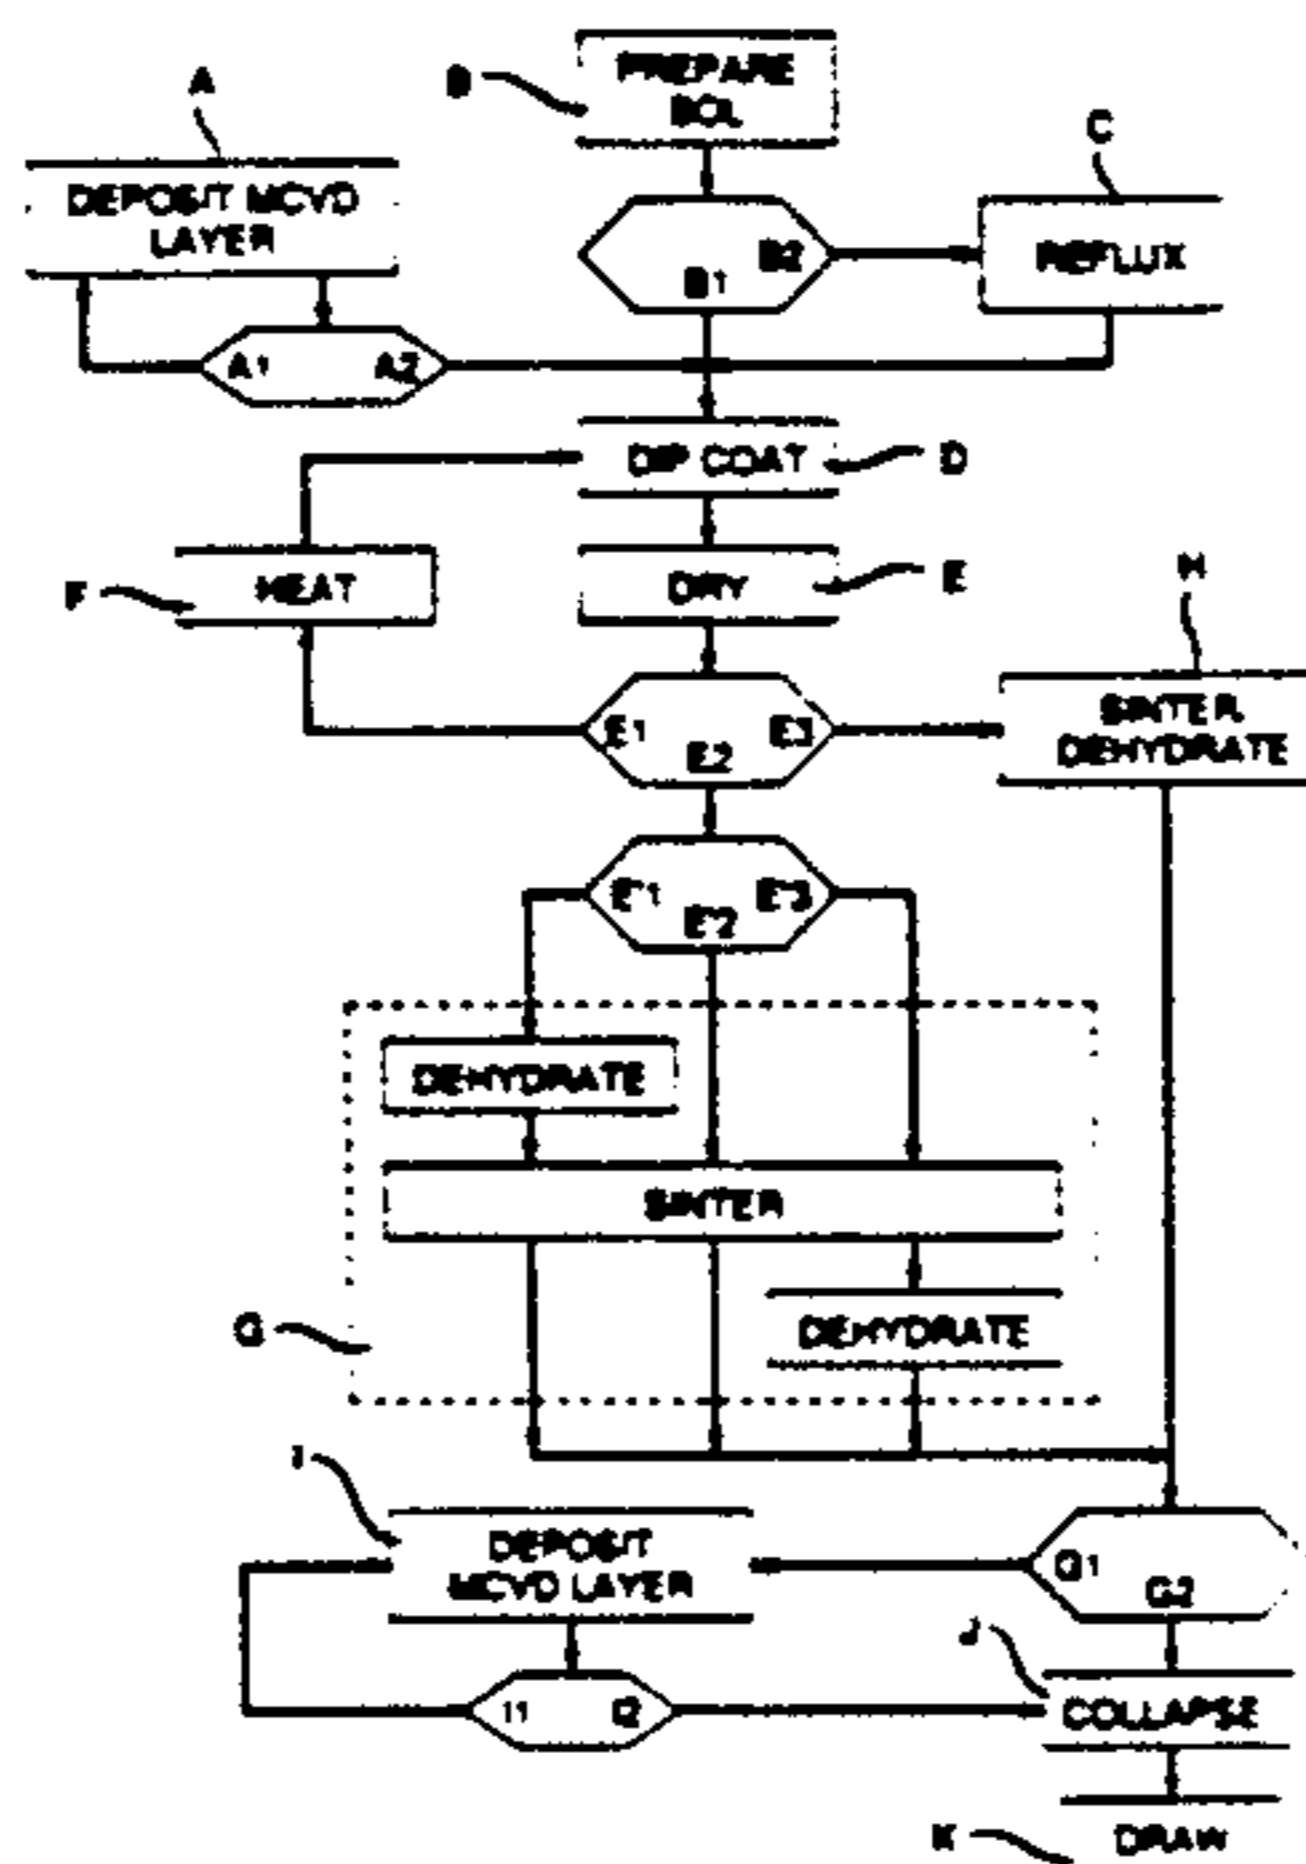 A
B
PREPARE
SOL
C
DEPOSIT MCVD
LAYER
B2
B1
REFLUX
A1
A2
DIP COAT
D
HEAT
F
DRY
E
H
E1
E2
E3
SINTER
DEHYDRATE
E'1
E'2
E'3
DEHYDRATE
SINTER
G
DEHYDRATE
I
DEPOSIT
MCVD LAYER
G1
G2
J
I1
I2
COLLAPSE
K
DRAW